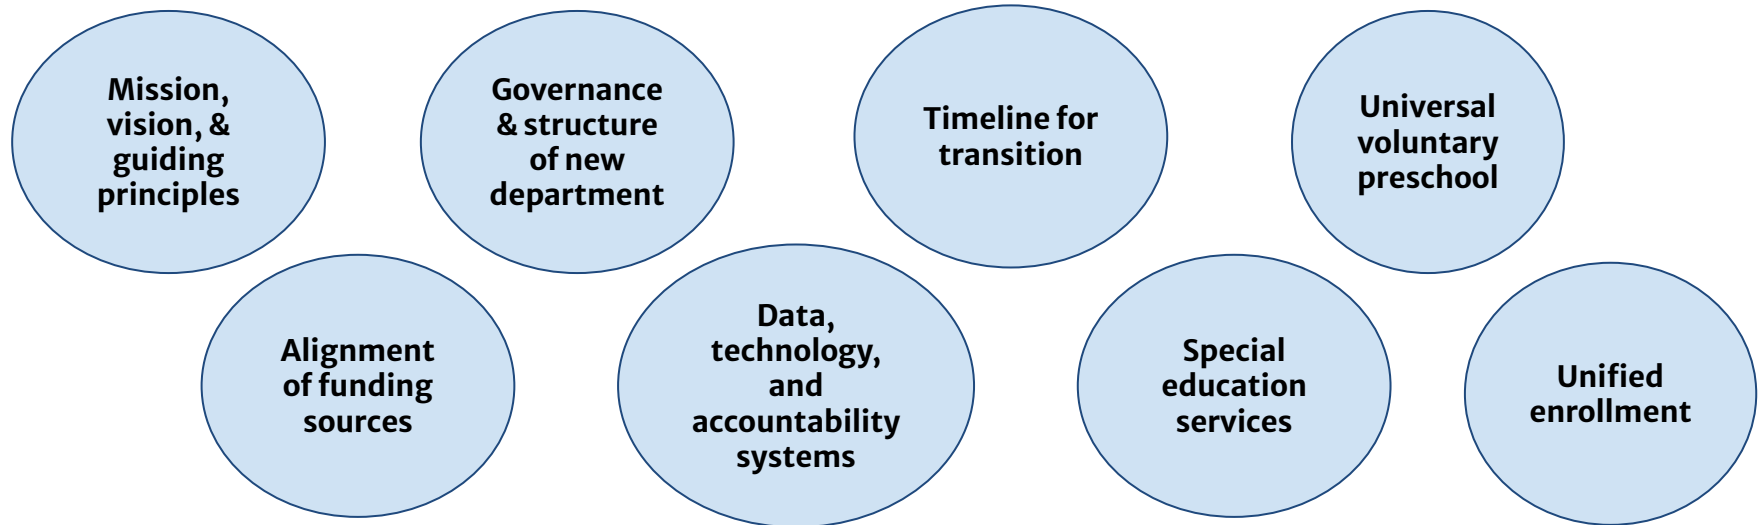 Mission,
vision, &
guiding
principles
Governance
& structure
of new
department
Timeline for
transition
Universal
voluntary
preschool
Alignment
of funding
sources
Data,
technology,
and
accountability
systems
Special
education
services
Unified
enrollment